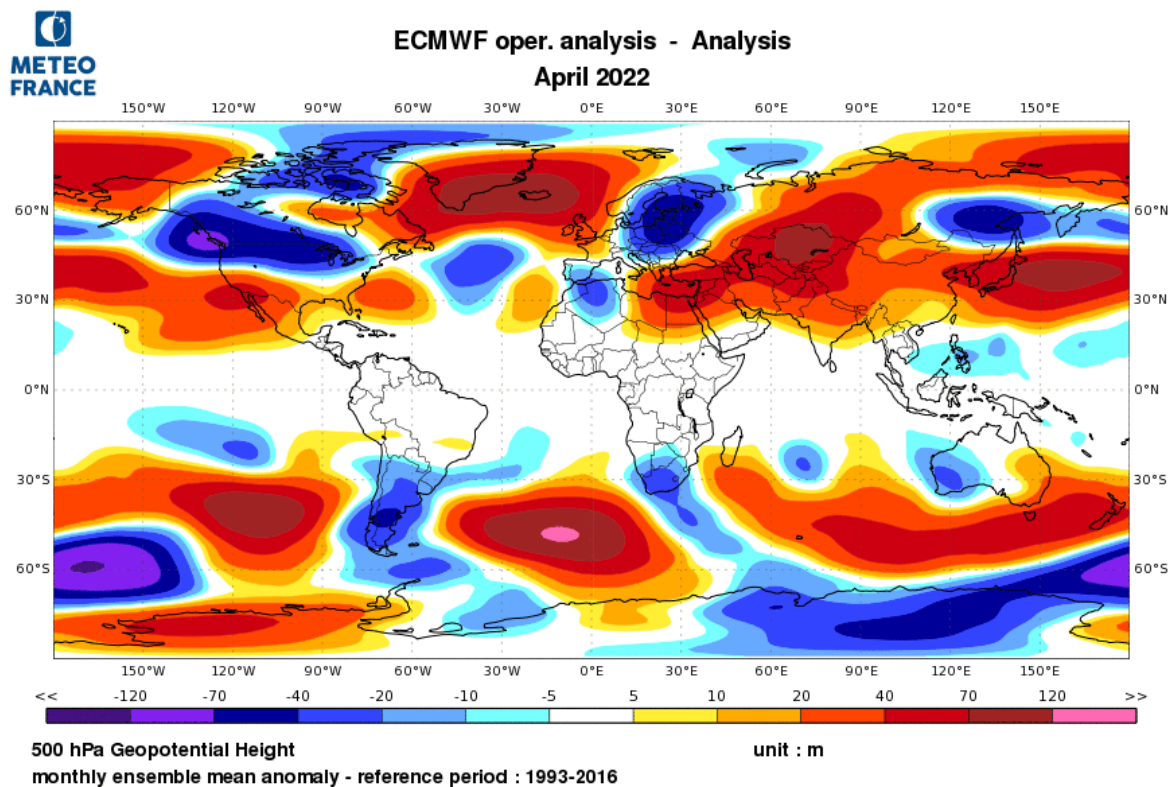 METEO
FRANCE
ECMWF oper. analysis - Analysis
April 2022
150°W 120°W 90°W 60°W 30°W 0°E 30°E 60°E 90°E 120°E 150°E
60°N 60°N
30°N 30°N
0°N 0°N
30°S 30°S
60°S 60°S
150°W 120°W 90°W 60°W 30°W 0°E 30°E 60°E 90°E 120°E 150°E
<< -120 -70 -40 -20 -10 -5 5 10 20 40 70 120 >>
500 hPa Geopotential Height unit : m
monthly ensemble mean anomaly - reference period : 1993-2016